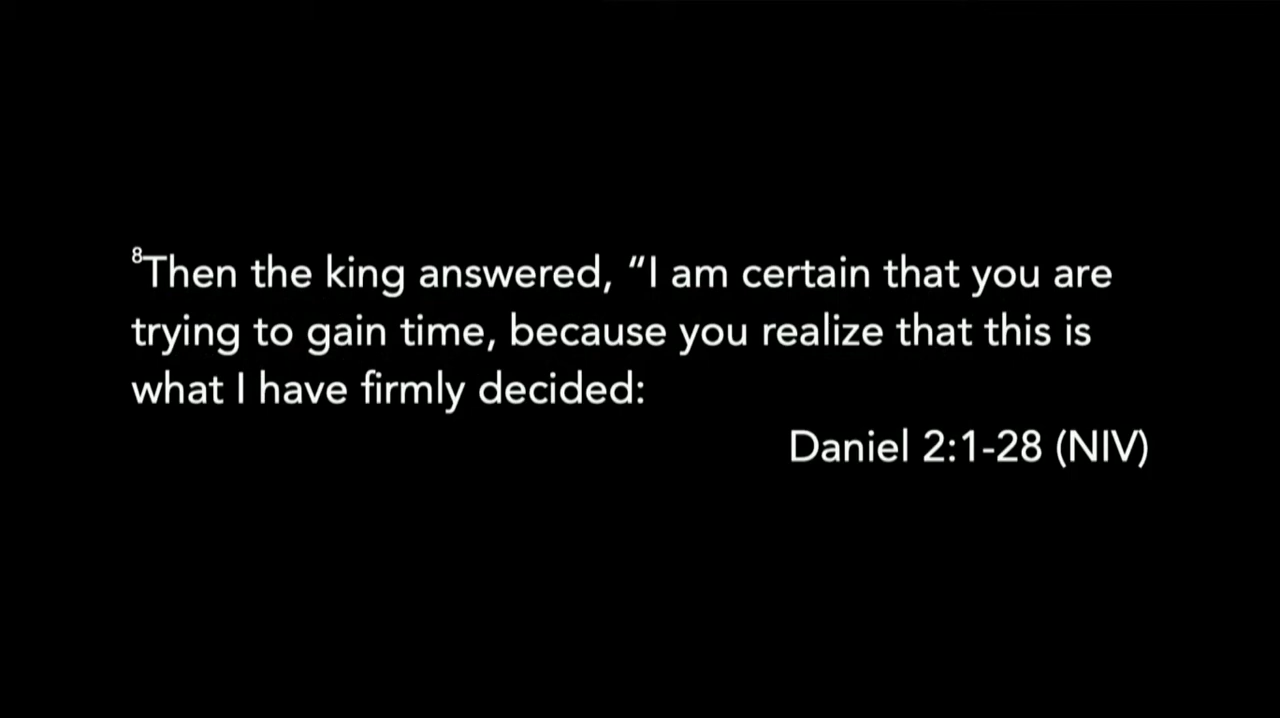 ⁸Then the king answered, “I am certain that you are
trying to gain time, because you realize that this is
what I have firmly decided:
Daniel 2:1-28 (NIV)